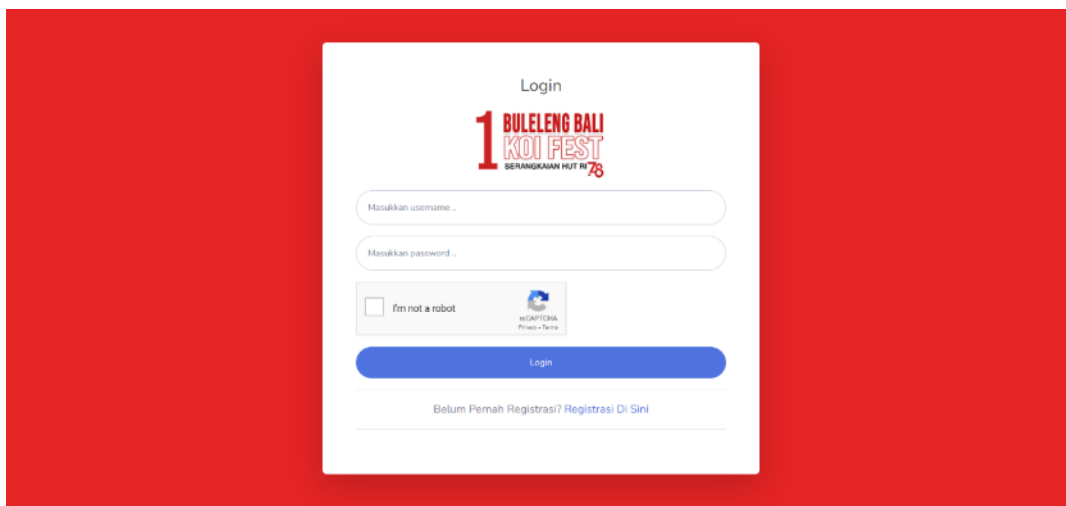 Login
1 BULELENG BALI
KOI FEST
SERANGKAIAN HUT RI 78
Masukkan username ..
Masukkan password ..
I'm not a robot
reCAPTCHA
Privacy - Terms
Login
Belum Pernah Registrasi? Registrasi Di Sini